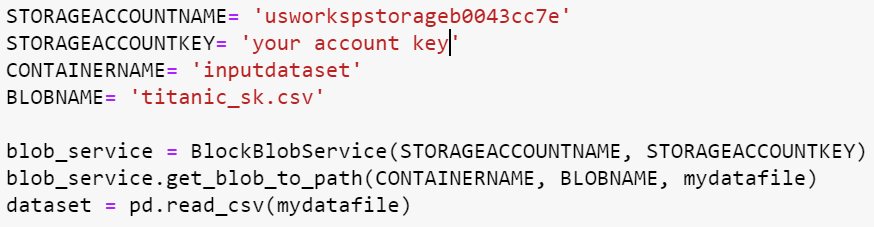 STORAGEACCOUNTNAME= 'usworkspstorageb0043cc7e'
STORAGEACCOUNTKEY= 'your account key'
CONTAINERNAME= 'inputdataset'
BLOBNAME= 'titanic_sk.csv'
blob_service = BlockBlobService(STORAGEACCOUNTNAME, STORAGEACCOUNTKEY)
blob_service.get_blob_to_path(CONTAINERNAME, BLOBNAME, mydatafile)
dataset = pd.read_csv(mydatafile)